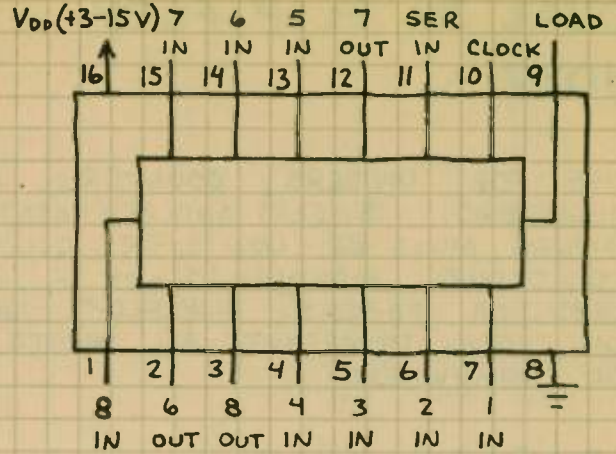 VDD(+3-15V) 7 6 5 7 SER LOAD
IN IN IN OUT IN CLOCK
16 15 14 13 12 11 10 9
1 2 3 4 5 6 7 8
8 6 8 4 3 2 1
IN OUT OUT IN IN IN IN